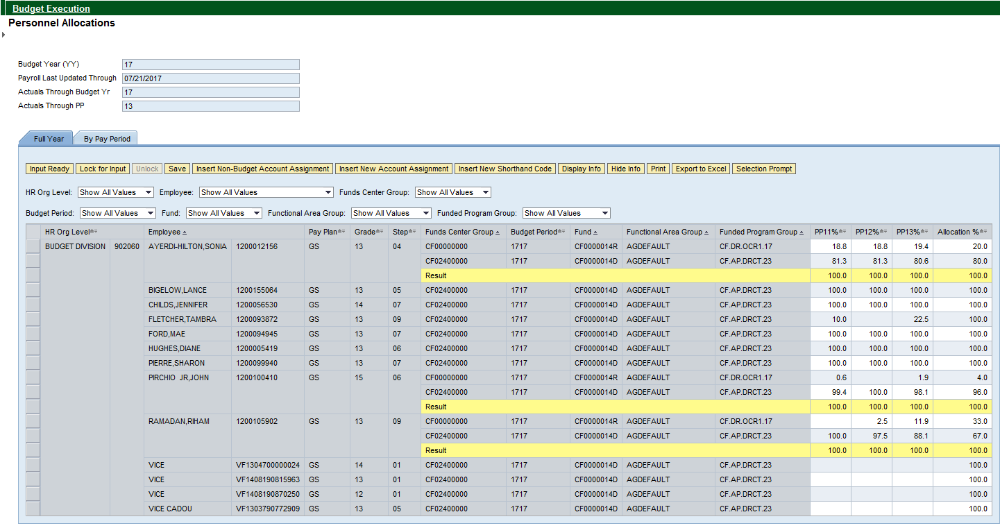 Budget Execution
Personnel Allocations
Budget Year (YY) 17
Payroll Last Updated Through 07/21/2017
Actuals Through Budget Yr 17
Actuals Through PP 13
Full Year By Pay Period
Input Ready Lock for Input Unlock Save Insert Non-Budget Account Assignment Insert New Account Assignment Insert New Shorthand Code Display Info Hide Info Print Export to Excel Selection Prompt
HR Org Level: Show All Values Employee: Show All Values Funds Center Group: Show All Values
Budget Period: Show All Values Fund: Show All Values Functional Area Group: Show All Values Funded Program Group: Show All Values
HR Org Level Employee Pay Plan Grade Step Funds Center Group Budget Period Fund Functional Area Group Funded Program Group PP11% PP12% PP13% Allocation %
BUDGET DIVISION 902060 AYERDI-HILTON,SONIA 1200012156 GS 13 04 CF00000000 1717 CF0000014R AGDEFAULT CF.DR.OCR1.17 18.8 18.8 19.4 20.0
CF02400000 1717 CF0000014D AGDEFAULT CF.AP.DRCT.23 81.3 81.3 80.6 80.0
Result 100.0 100.0 100.0 100.0
BIGELOW,LANCE 1200155064 GS 13 05 CF02400000 1717 CF0000014D AGDEFAULT CF.AP.DRCT.23 100.0 100.0 100.0 100.0
CHILDS,JENNIFER 1200056530 GS 14 07 CF02400000 1717 CF0000014D AGDEFAULT CF.AP.DRCT.23 100.0 100.0 100.0 100.0
FLETCHER,TAMBRA 1200093872 GS 13 09 CF02400000 1717 CF0000014D AGDEFAULT CF.AP.DRCT.23 10.0 22.5 100.0
FORD,MAE 1200094945 GS 13 07 CF02400000 1717 CF0000014D AGDEFAULT CF.AP.DRCT.23 100.0 100.0 100.0 100.0
HUGHES,DIANE 1200005419 GS 13 06 CF02400000 1717 CF0000014D AGDEFAULT CF.AP.DRCT.23 100.0 100.0 100.0 100.0
PIERRE,SHARON 1200099940 GS 13 07 CF02400000 1717 CF0000014D AGDEFAULT CF.AP.DRCT.23 100.0 100.0 100.0 100.0
PIRCHIO JR,JOHN 1200100410 GS 15 06 CF00000000 1717 CF0000014R AGDEFAULT CF.DR.OCR1.17 0.6 1.9 4.0
CF02400000 1717 CF0000014D AGDEFAULT CF.AP.DRCT.23 99.4 100.0 98.1 96.0
Result 100.0 100.0 100.0 100.0
RAMADAN,RIHAM 1200105902 GS 13 09 CF00000000 1717 CF0000014R AGDEFAULT CF.DR.OCR1.17 2.5 11.9 33.0
CF02400000 1717 CF0000014D AGDEFAULT CF.AP.DRCT.23 100.0 97.5 88.1 67.0
Result 100.0 100.0 100.0 100.0
VICE VF1304700000024 GS 14 01 CF02400000 1717 CF0000014D AGDEFAULT CF.AP.DRCT.23 100.0
VICE VF1408190815963 GS 13 01 CF02400000 1717 CF0000014D AGDEFAULT CF.AP.DRCT.23 100.0
VICE VF1408190870250 GS 12 01 CF02400000 1717 CF0000014D AGDEFAULT CF.AP.DRCT.23 100.0
VICE CADOU VF1303790772909 GS 13 05 CF02400000 1717 CF0000014D AGDEFAULT CF.AP.DRCT.23 100.0